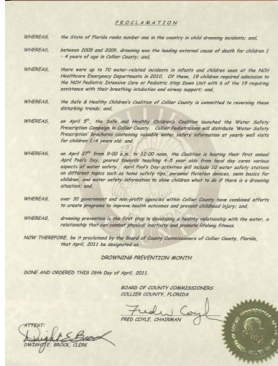 PROCLAMATION
WHEREAS, the State of Florida ranks number one in the country in child drowning incidents; and,
WHEREAS, between 2005 and 2009, drowning was the leading external cause of death for children 1
- 4 years of age in Collier County; and,
WHEREAS, there were up to 70 water-related incidents in infants and children seen at the NCH
Healthcare Emergency Departments in 2010. Of these, 19 children required admission to
the NCH Pediatric Intensive Care or Pediatric Step Down Unit with 6 of the 19 requiring
assistance with their breathing intubation and airway support; and,
WHEREAS, the Safe & Healthy Children's Coalition of Collier County is committed to reversing these
disturbing trends; and,
WHEREAS, on April 5th, the Safe and Healthy Children's Coalition launched the Water Safety
Prescription Campaign in Collier County. Collier Pediatricians will distribute 'Water Safety
Prescription' Brochures containing valuable water safety information at yearly well visits
for children 1-4 years old; and,
WHEREAS, on April 27th from 9:00 a.m. to 12:00 noon, the Coalition is hosting their first annual
April Pool's Day, geared towards teaching 4-5 year olds from local day cares various
aspects of water safety. April Pool's Day activities will include 10 water safety stations
on different topics such as home safety tips, personal flotation devices, swim basics for
children, and water safety information to show children what to do if there is a drowning
situation; and,
WHEREAS, over 30 government and non-profit agencies within Collier County have combined efforts
to create programs to improve health outcomes and prevent childhood injury; and,
WHEREAS, drowning prevention is the first step in developing a healthy relationship with the water, a
relationship that can combat physical inactivity and promote lifelong fitness.
NOW THEREFORE, be it proclaimed by the Board of County Commissioners of Collier County, Florida,
that April, 2011 be designated as
DROWNING PREVENTION MONTH
DONE AND ORDERED THIS 26th Day of April, 2011.
BOARD OF COUNTY COMMISSIONERS
COLLIER COUNTY, FLORIDA
Fred W. Coyle
FRED COYLE, CHAIRMAN
ATTEST:
Dwight E. Brock
DWIGHT E. BROCK, CLERK